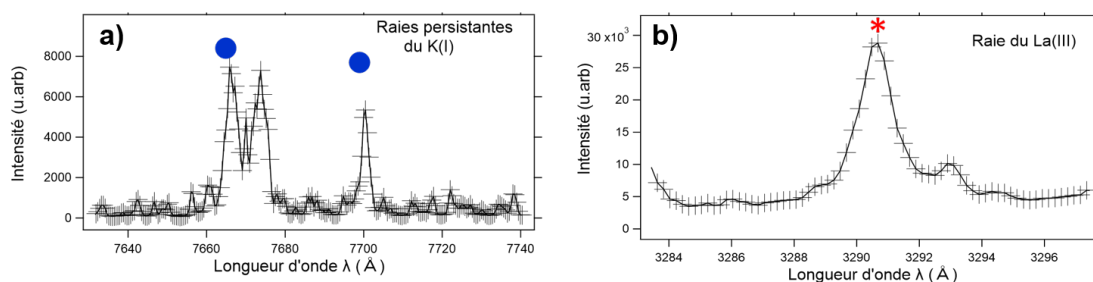 a)
Raies persistantes
du K(I)
Intensité (u.arb)
8000
6000
4000
2000
0
7640
7660
7680
7700
7720
7740
Longueur d'onde λ ( Å )
b)
*
Raie du La(III)
Intensité (u.arb)
30 x10³
25
20
15
10
5
0
3284
3286
3288
3290
3292
3294
3296
Longueur d'onde λ ( Å )